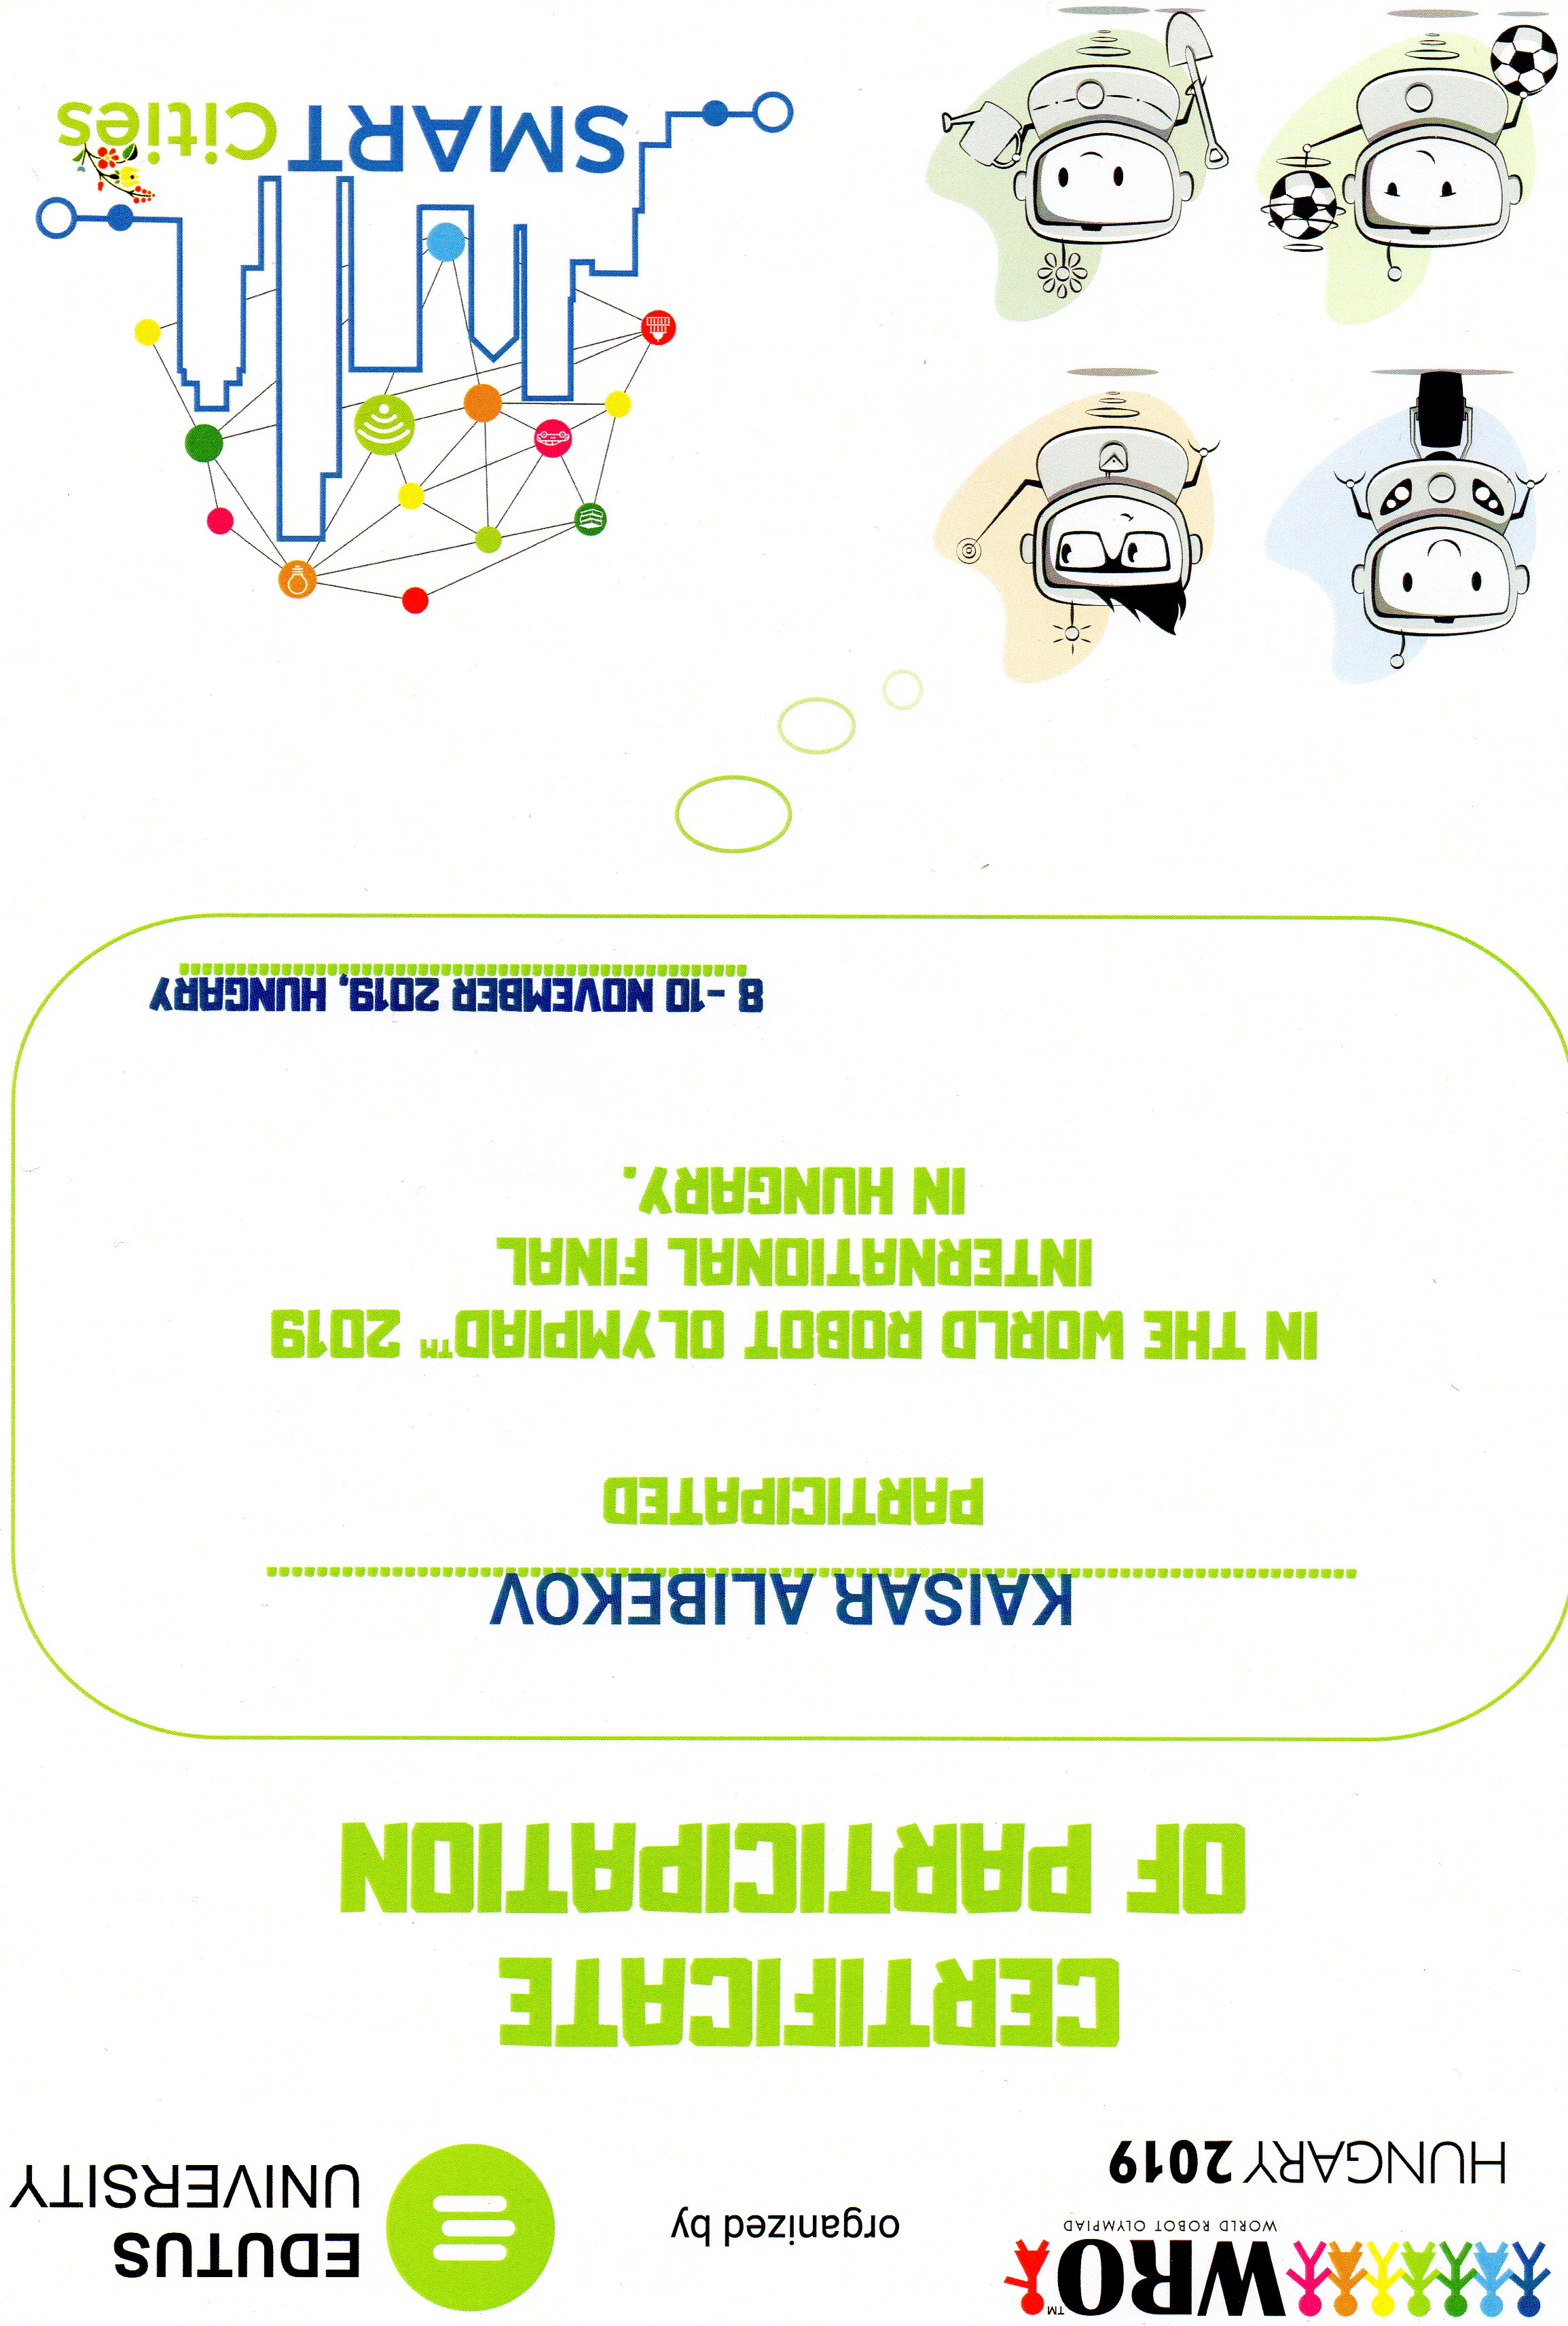 WRO™
WORLD ROBOT OLYMPIAD
HUNGARY 2019
organized by
EDUTUS
UNIVERSITY
CERTIFICATE
OF PARTICIPATION
KAISAR ALIBEKOV
PARTICIPATED
IN THE WORLD ROBOT OLYMPIAD™ 2019
INTERNATIONAL FINAL
IN HUNGARY.
8 -10 NOVEMBER 2019, HUNGARY
SMART Cities